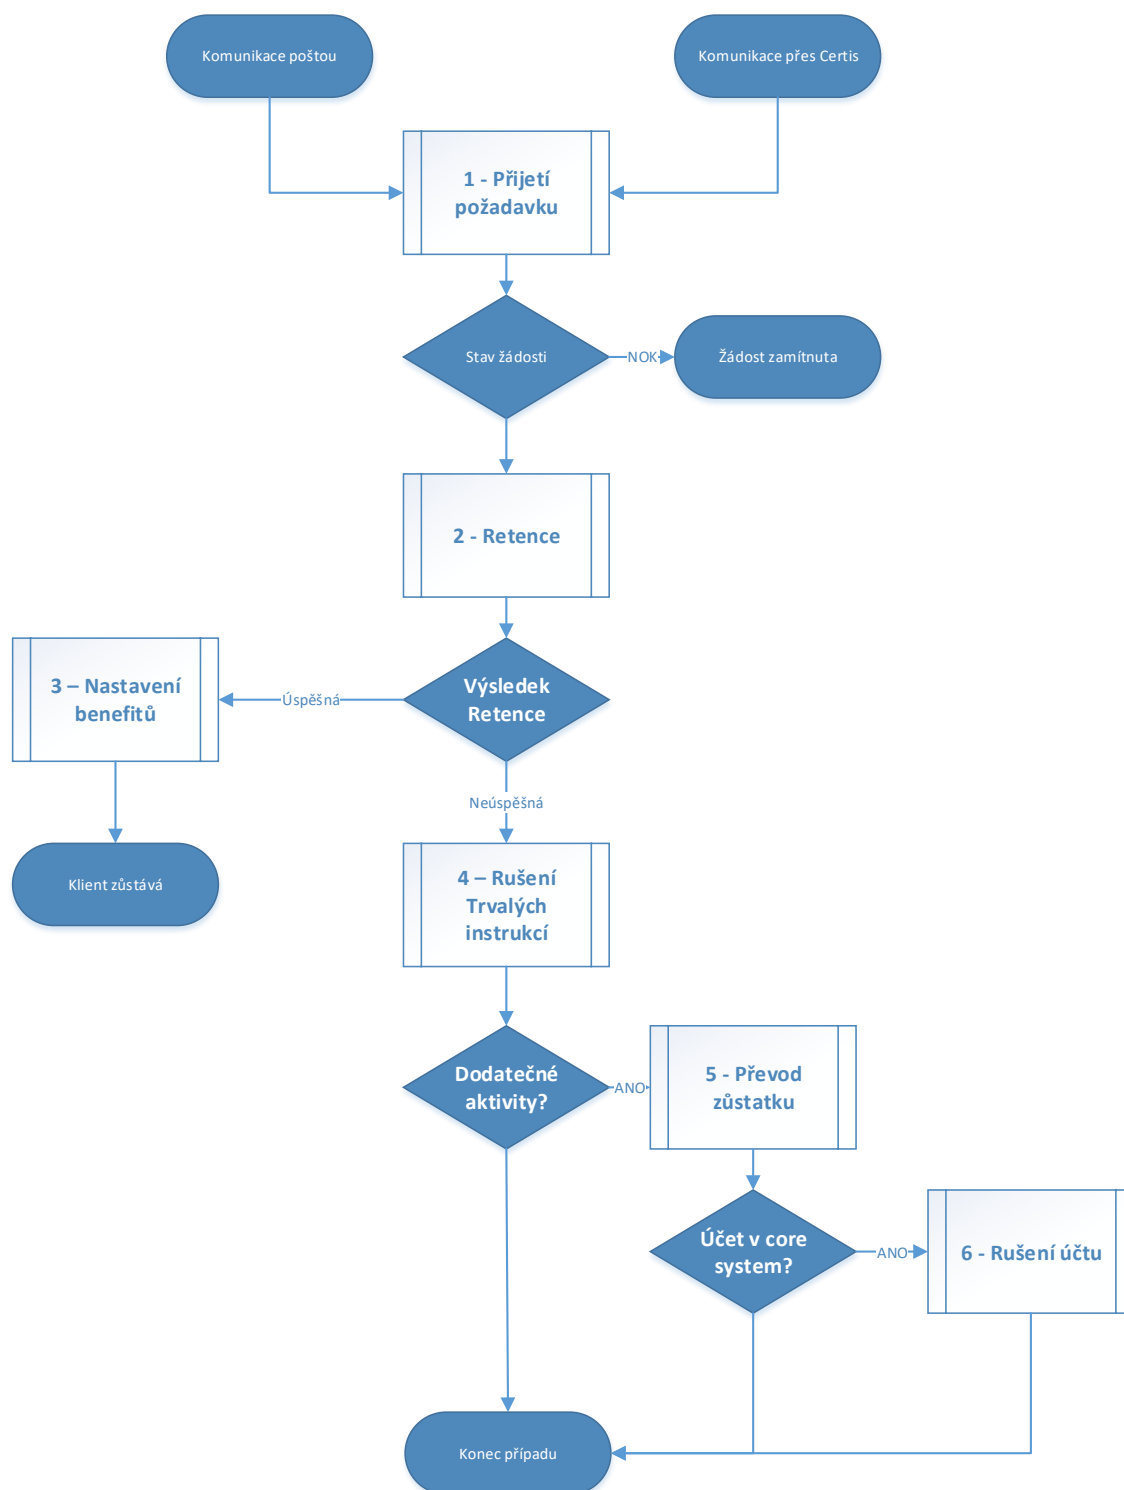 Komunikace poštou
Komunikace přes Certis
1 - Přijetí
požadavku
Stav žádosti
NOK
Žádost zamítnuta
2 - Retence
3 – Nastavení
benefitů
Úspěšná
Výsledek
Retence
Neúspěšná
Klient zůstává
4 – Rušení
Trvalých
instrukcí
Dodatečné
aktivity?
ANO
5 - Převod
zůstatku
Účet v core
system?
ANO
6 - Rušení účtu
Konec případu